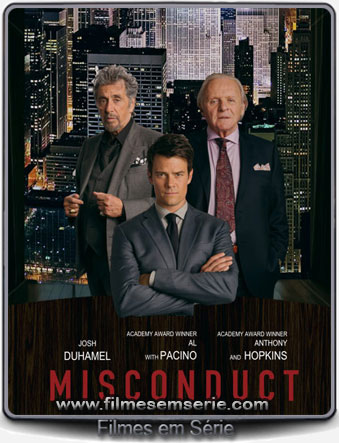 JOSH
DUHAMEL
ACADEMY AWARD WINNER
AL
WITH PACINO
ACADEMY AWARD WINNER
ANTHONY
AND HOPKINS
MISCONDUCT
www.filmesemserie.com
Filmes em Série